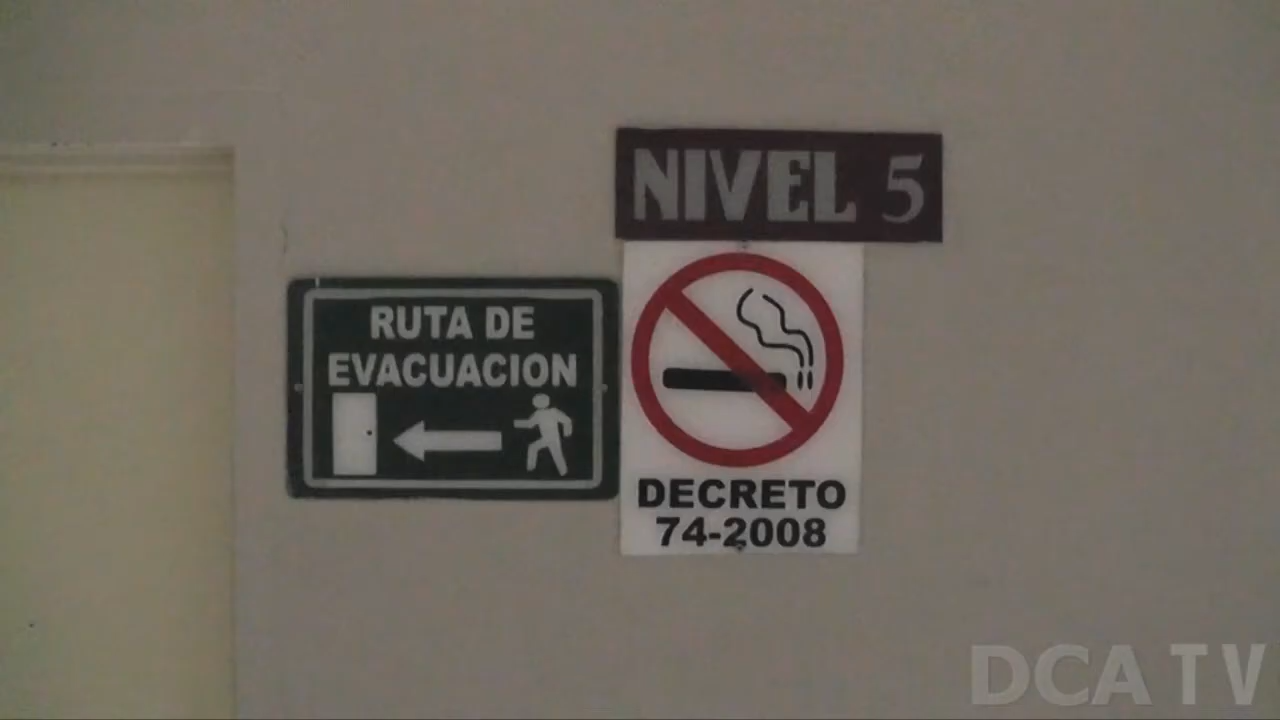 NIVEL 5
RUTA DE
EVACUACION
DECRETO
74-2008
DCA TV